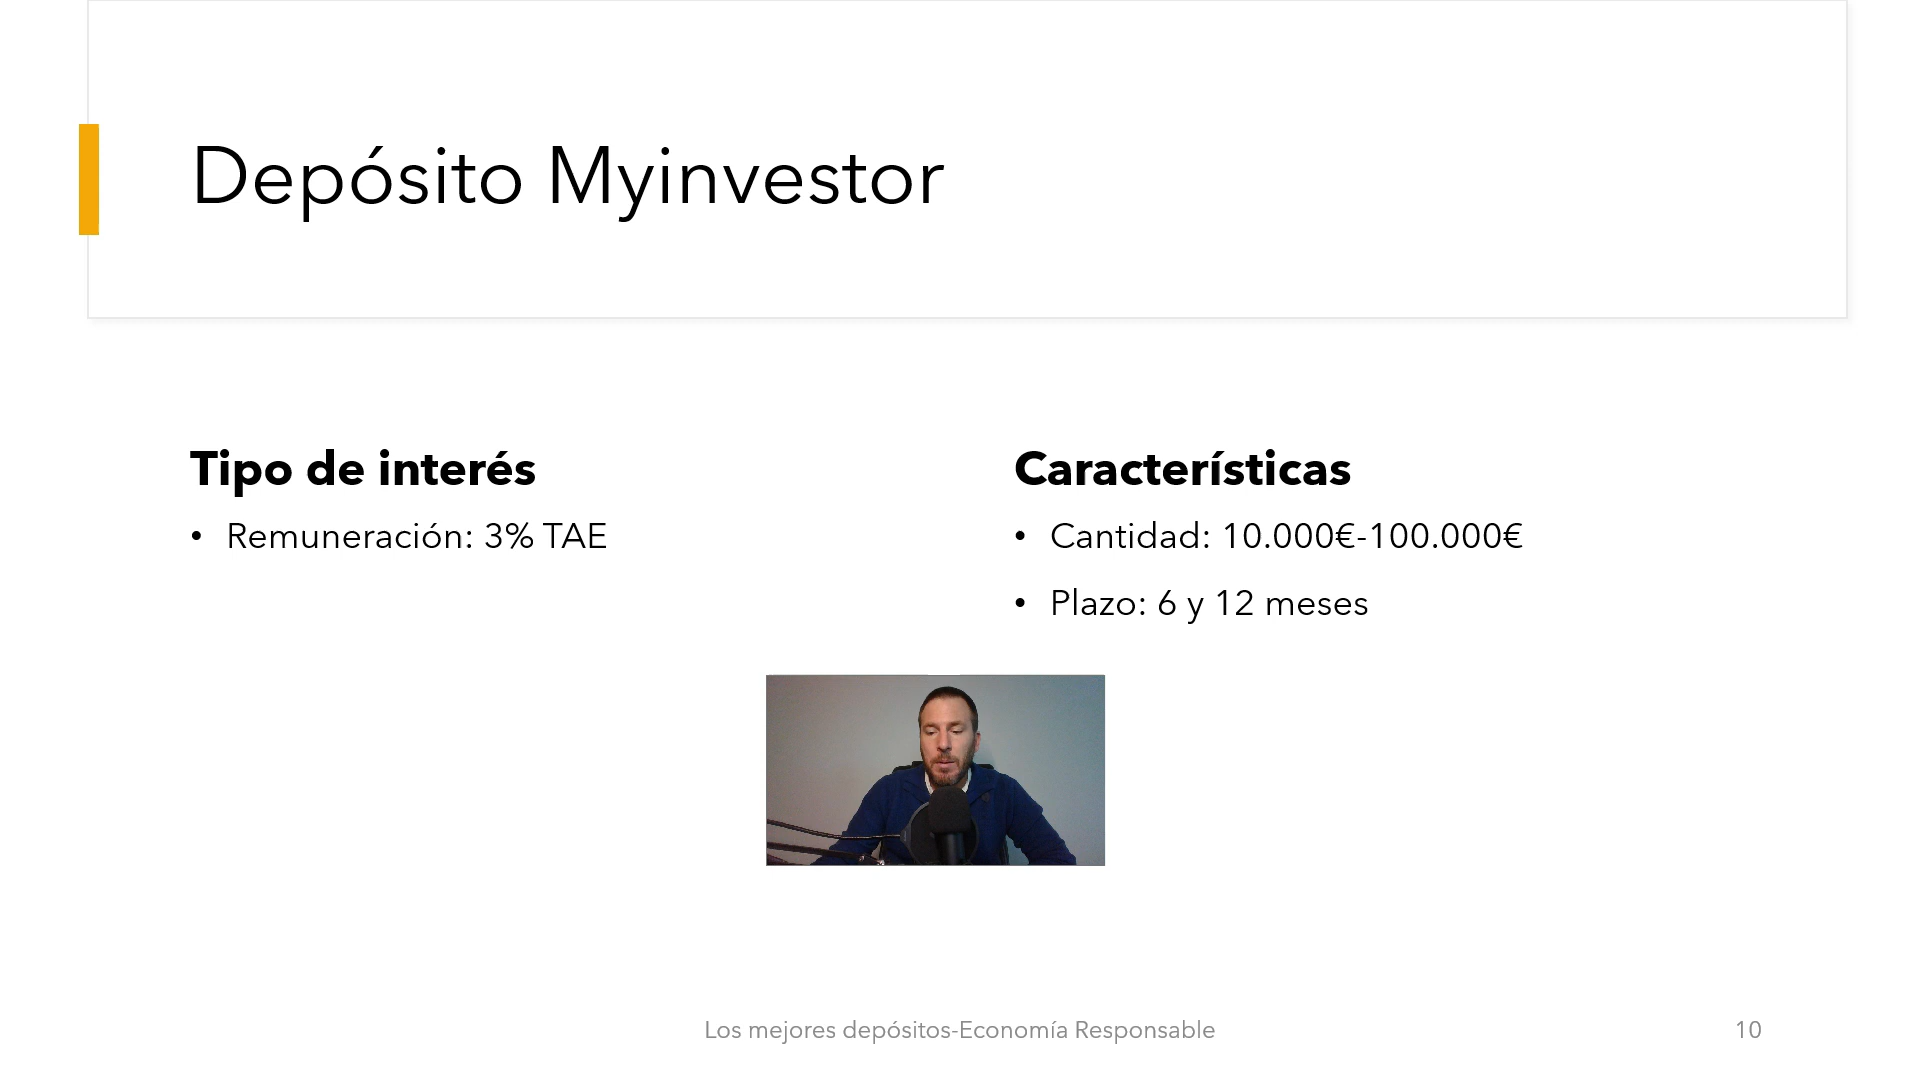 Depósito Myinvestor
Tipo de interés
• Remuneración: 3% TAE
Características
• Cantidad: 10.000€-100.000€
• Plazo: 6 y 12 meses
Los mejores depósitos-Economía Responsable
10